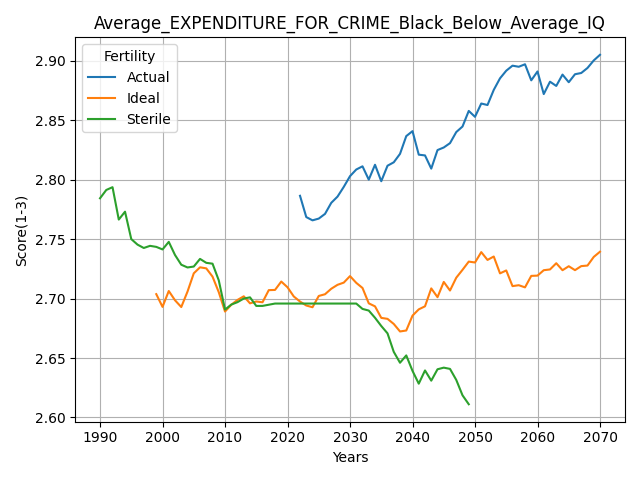 Average_EXPENDITURE_FOR_CRIME_Black_Below_Average_IQ
Fertility
Actual
Ideal
Sterile
Score(1-3)
2.90
2.85
2.80
2.75
2.70
2.65
2.60
1990 2000 2010 2020 2030 2040 2050 2060 2070
Years